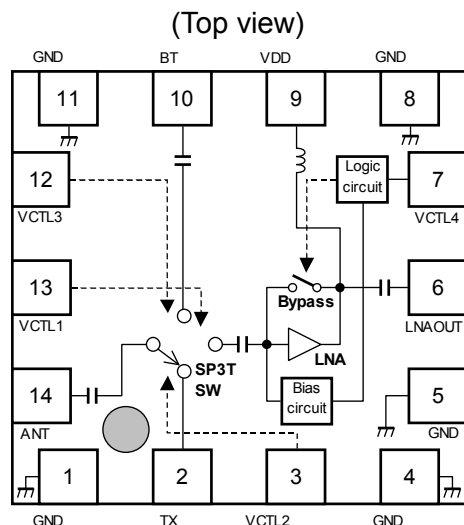 (Top view)
GND BT VDD GND
11 10 9 8
12 Logic circuit 7
VCTL3 VCTL4
13 Bypass 6
VCTL1 LNA LNAOUT
SP3T
SW
14 Bias circuit 5
ANT GND
1 2 3 4
GND TX VCTL2 GND